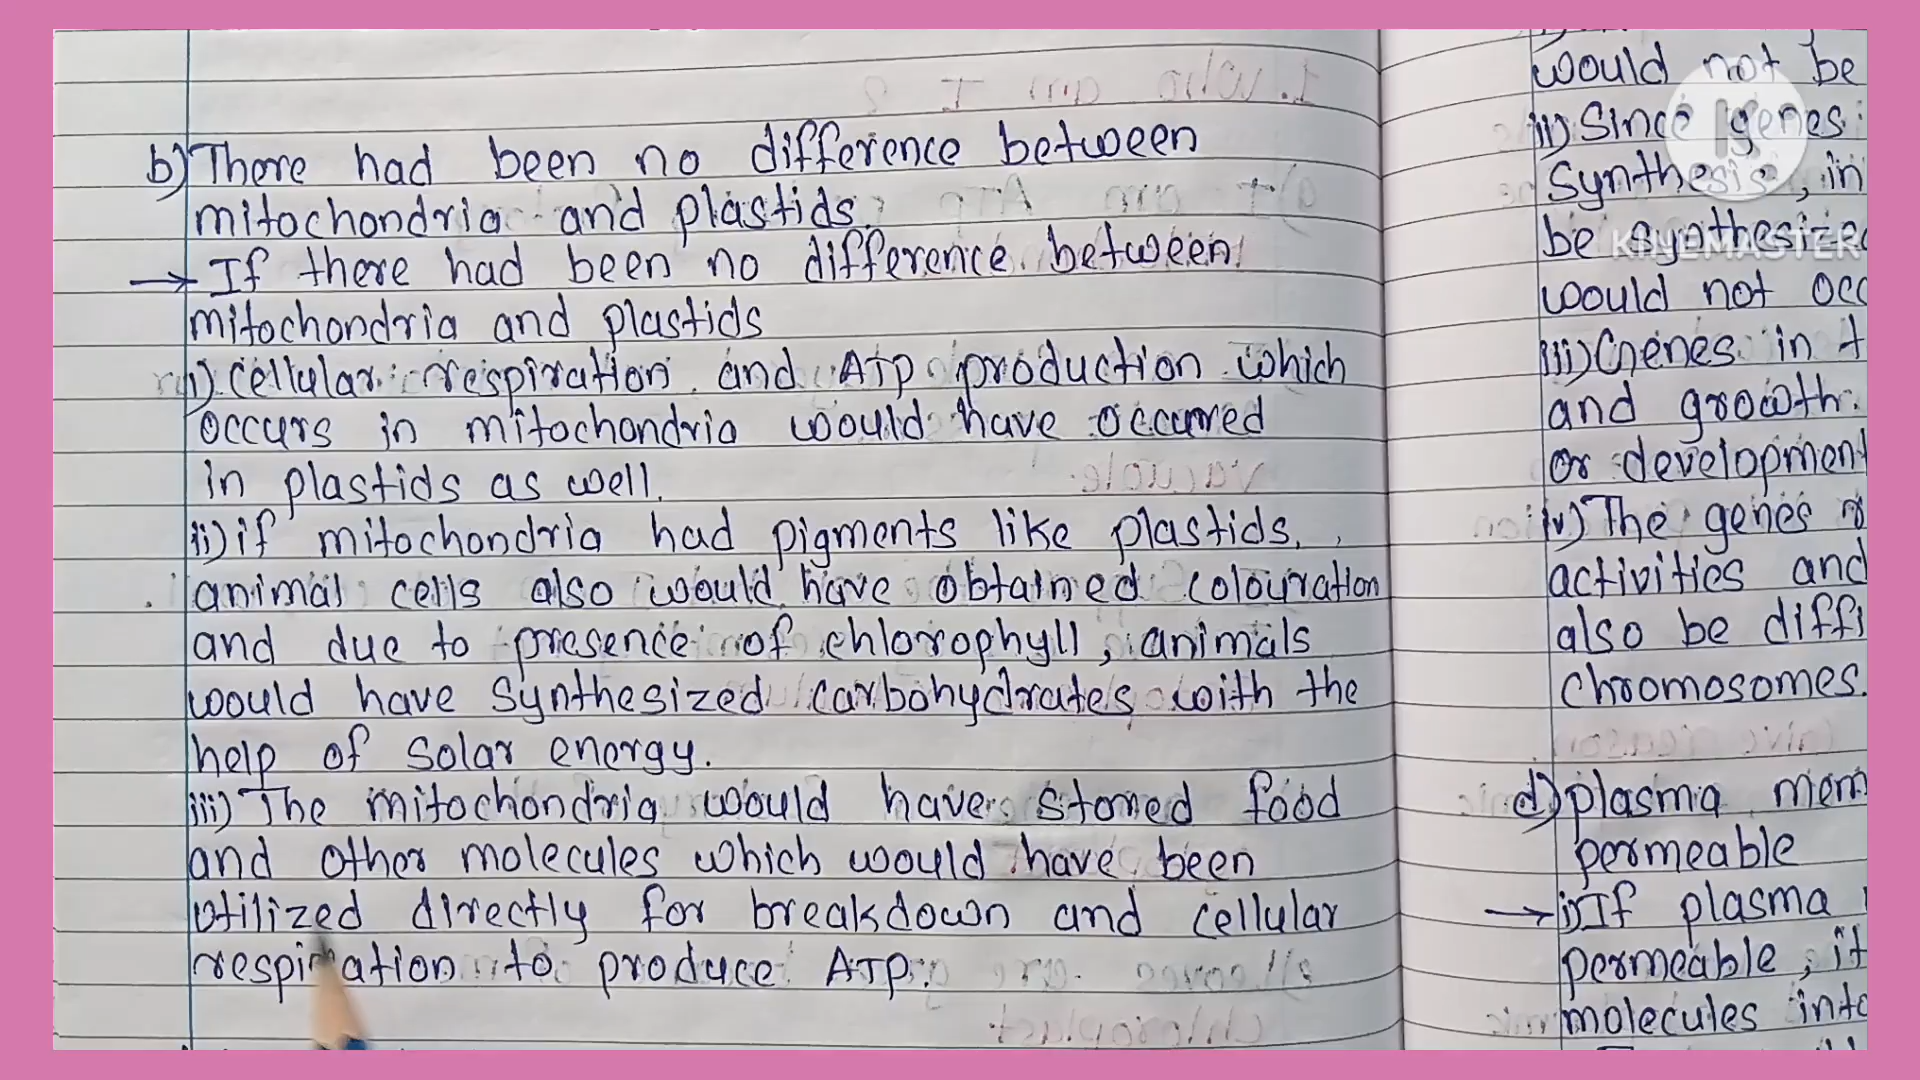 b) There had been no difference between
mitochondria and plastids.
→ If there had been no difference between
mitochondria and plastids
i) cellular respiration and ATP production which
occurs in mitochondria would have occurred
in plastids as well.
ii) if mitochondria had pigments like plastids,
animal cells also would have obtained colouration
and due to presence of chlorophyll, animals
would have synthesized carbohydrates with the
help of solar energy.
iii) The mitochondria would have stored food
and other molecules which would have been
utilized directly for breakdown and cellular
respiration to produce ATP.
would not be
ii) Since genes
synthesis, in
be synthesized
would not occ
iii) Genes in t
and growth.
or development
iv) The genes
activities and
also be diffi
chromosomes.
d) plasma mem
permeable
→ i) If plasma
permeable, it
molecules into
KINEMASTER